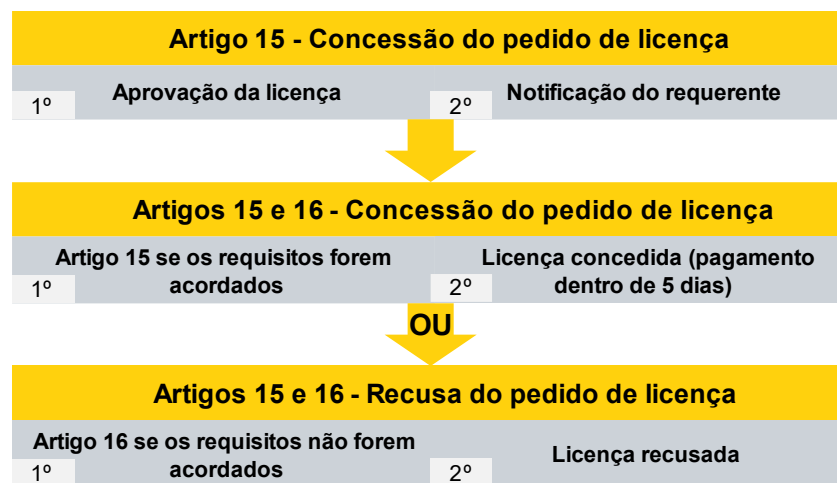 Artigo 15 - Concessão do pedido de licença
1º
Aprovação da licença
2º
Notificação do requerente
Artigos 15 e 16 - Concessão do pedido de licença
Artigo 15 se os requisitos forem
acordados
1º
Licença concedida (pagamento
dentro de 5 dias)
2º
OU
Artigos 15 e 16 - Recusa do pedido de licença
Artigo 16 se os requisitos não forem
acordados
1º
Licença recusada
2º